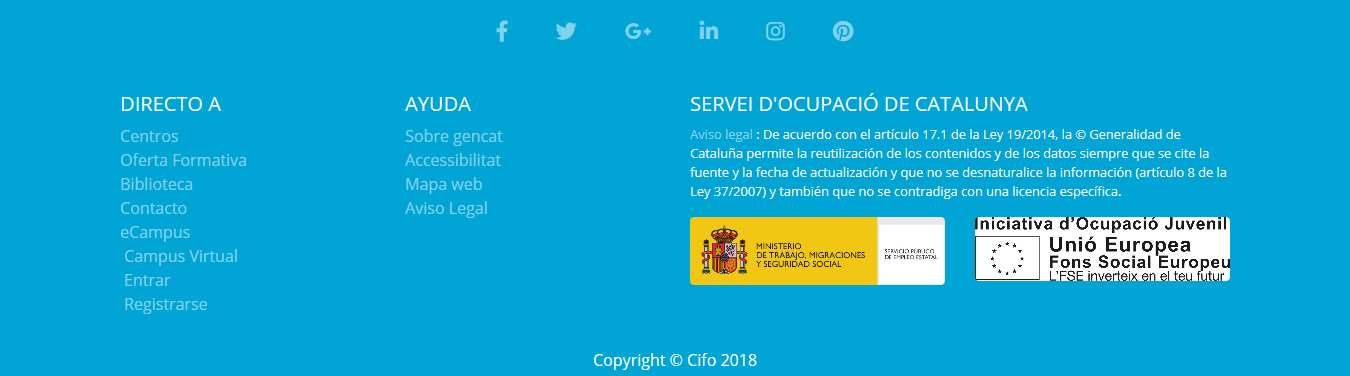 DIRECTO A
Centros
Oferta Formativa
Biblioteca
Contacto
eCampus
Campus Virtual
Entrar
Registrarse
AYUDA
Sobre gencat
Accessibilitat
Mapa web
Aviso Legal
SERVEI D'OCUPACIÓ DE CATALUNYA
Aviso legal : De acuerdo con el artículo 17.1 de la Ley 19/2014, la © Generalidad de
Cataluña permite la reutilización de los contenidos y de los datos siempre que se cite la
fuente y la fecha de actualización y que no se desnaturalice la información (artículo 8 de la
Ley 37/2007) y también que no se contradiga con una licencia específica.
MINISTERIO
DE TRABAJO, MIGRACIONES
Y SEGURIDAD SOCIAL
SERVICIO PÚBLICO
DE EMPLEO ESTATAL
Iniciativa d'Ocupació Juvenil
Unió Europea
Fons Social Europeu
L'FSE inverteix en el teu futur
Copyright © Cifo 2018